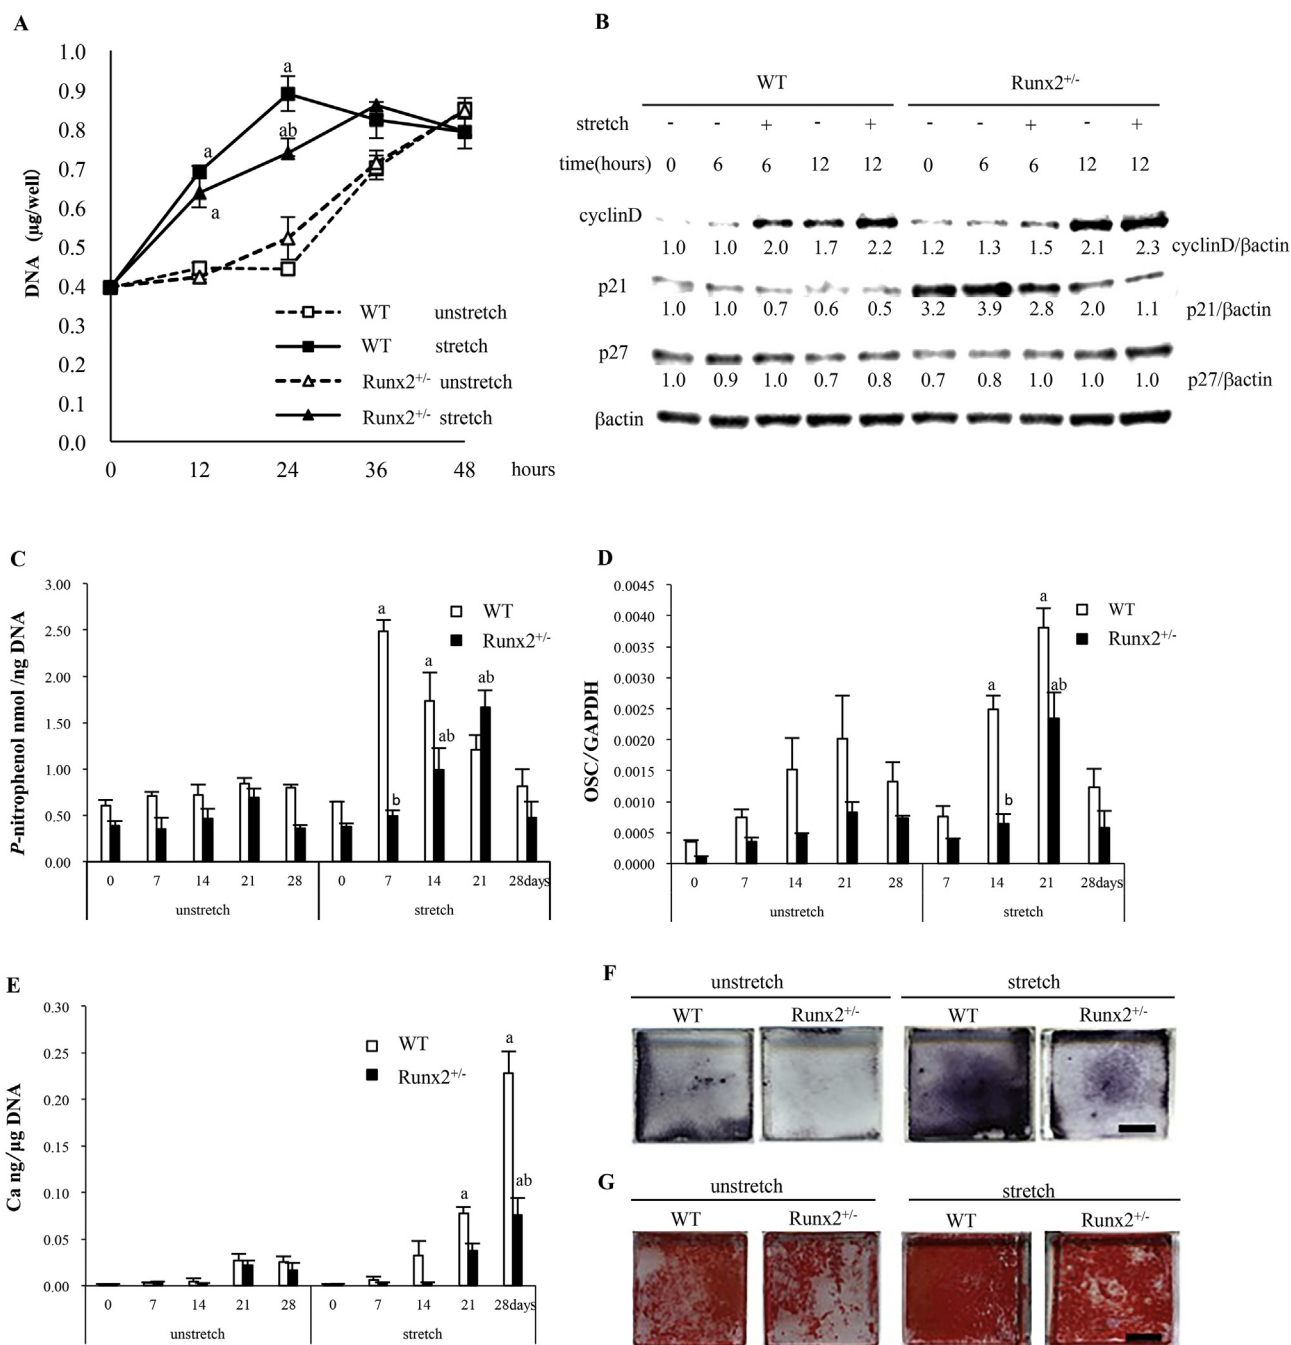 A
1.0
0.9
0.8
0.7
0.6
0.5
0.4
0.3
0.2
0.1
0.0
DNA (μg/well)
a
a
a
ab
WT unstretch
WT stretch
Runx2+/- unstretch
Runx2+/- stretch
0 12 24 36 48 hours
B
WT Runx2+/-
stretch - - + - + - - + - +
time(hours) 0 6 6 12 12 0 6 6 12 12
cyclinD
1.0 1.0 2.0 1.7 2.2 1.2 1.3 1.5 2.1 2.3 cyclinD/βactin
p21
1.0 1.0 0.7 0.6 0.5 3.2 3.9 2.8 2.0 1.1 p21/βactin
p27
1.0 0.9 1.0 0.7 0.8 0.7 0.8 1.0 1.0 1.0 p27/βactin
βactin
C
3.00
2.50
2.00
1.50
1.00
0.50
0.00
P-nitrophenol nmol /ng DNA
WT
Runx2+/-
a
b
a
ab
ab
0 7 14 21 28 0 7 14 21 28days
unstretch stretch
D
0.0045
0.0040
0.0035
0.0030
0.0025
0.0020
0.0015
0.0010
0.0005
0.0000
OSC/GAPDH
WT
Runx2+/-
a
b
a
ab
0 7 14 21 28 7 14 21 28days
unstretch stretch
E
0.30
0.25
0.20
0.15
0.10
0.05
0.00
Ca ng/μg DNA
WT
Runx2+/-
a
a
ab
0 7 14 21 28 0 7 14 21 28days
unstretch stretch
F
unstretch stretch
WT Runx2+/- WT Runx2+/-
G
unstretch stretch
WT Runx2+/- WT Runx2+/-